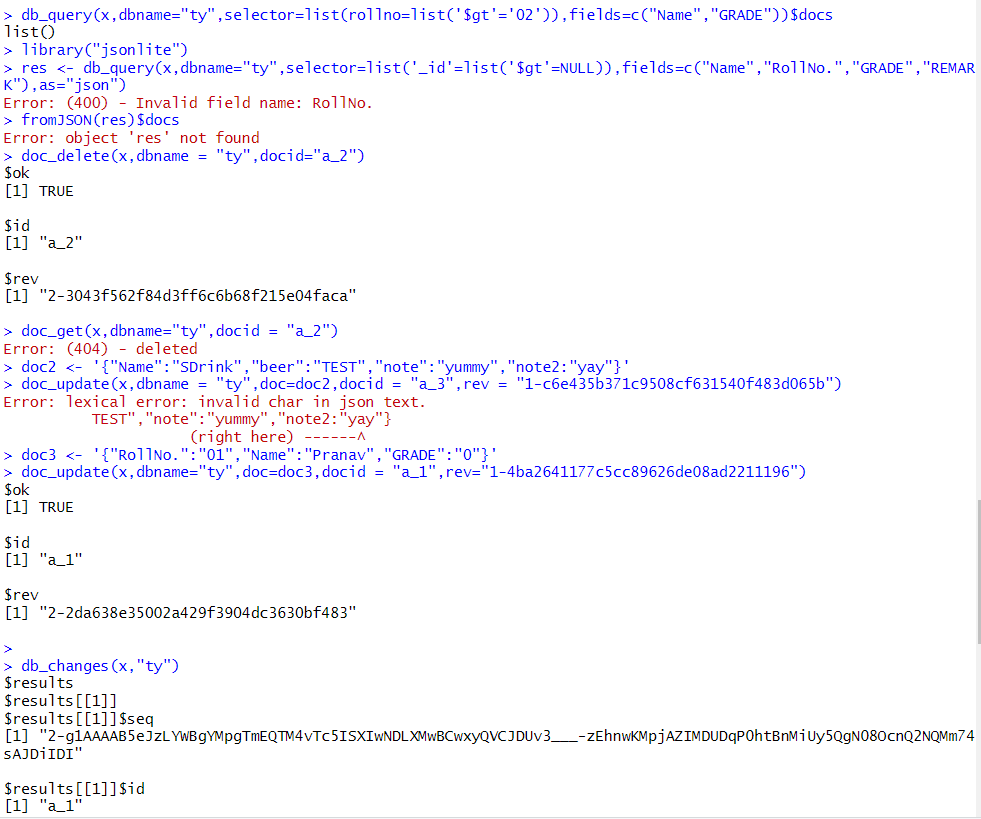 > db_query(x,dbname="ty",selector=list(rollno=list('$gt'='02')),fields=c("Name","GRADE"))$docs
list()
> library("jsonlite")
> res <- db_query(x,dbname="ty",selector=list('_id'=list('$gt'=NULL)),fields=c("Name","RollNo.","GRADE","REMAR
K"),as="json")
Error: (400) - Invalid field name: RollNo.
> fromJSON(res)$docs
Error: object 'res' not found
> doc_delete(x,dbname = "ty",docid="a_2")
$ok
[1] TRUE
$id
[1] "a_2"
$rev
[1] "2-3043f562f84d3ff6c6b68f215e04faca"
> doc_get(x,dbname="ty",docid = "a_2")
Error: (404) - deleted
> doc2 <- '{"Name":"SDrink","beer":"TEST","note":"yummy","note2:"yay"}'
> doc_update(x,dbname = "ty",doc=doc2,docid = "a_3",rev = "1-c6e435b371c9508cf631540f483d065b")
Error: lexical error: invalid char in json text.
TEST","note":"yummy","note2:"yay"}
(right here) ------^
> doc3 <- '{"RollNo.":"01","Name":"Pranav","GRADE":"O"}'
> doc_update(x,dbname="ty",doc=doc3,docid = "a_1",rev="1-4ba2641177c5cc89626de08ad2211196")
$ok
[1] TRUE
$id
[1] "a_1"
$rev
[1] "2-2da638e35002a429f3904dc3630bf483"
>
> db_changes(x,"ty")
$results
$results[[1]]
$results[[1]]$seq
[1] "2-g1AAAAB5eJzLYWBgYMpgTmEQTM4vTc5ISXIwNDLXMwBCwxyQVCJDUv3___-zEhnwKMpjAZIMDUDqP0htBnMiUy5QgN08OcnQ2NQMm74
sAJDiIDI"
$results[[1]]$id
[1] "a_1"